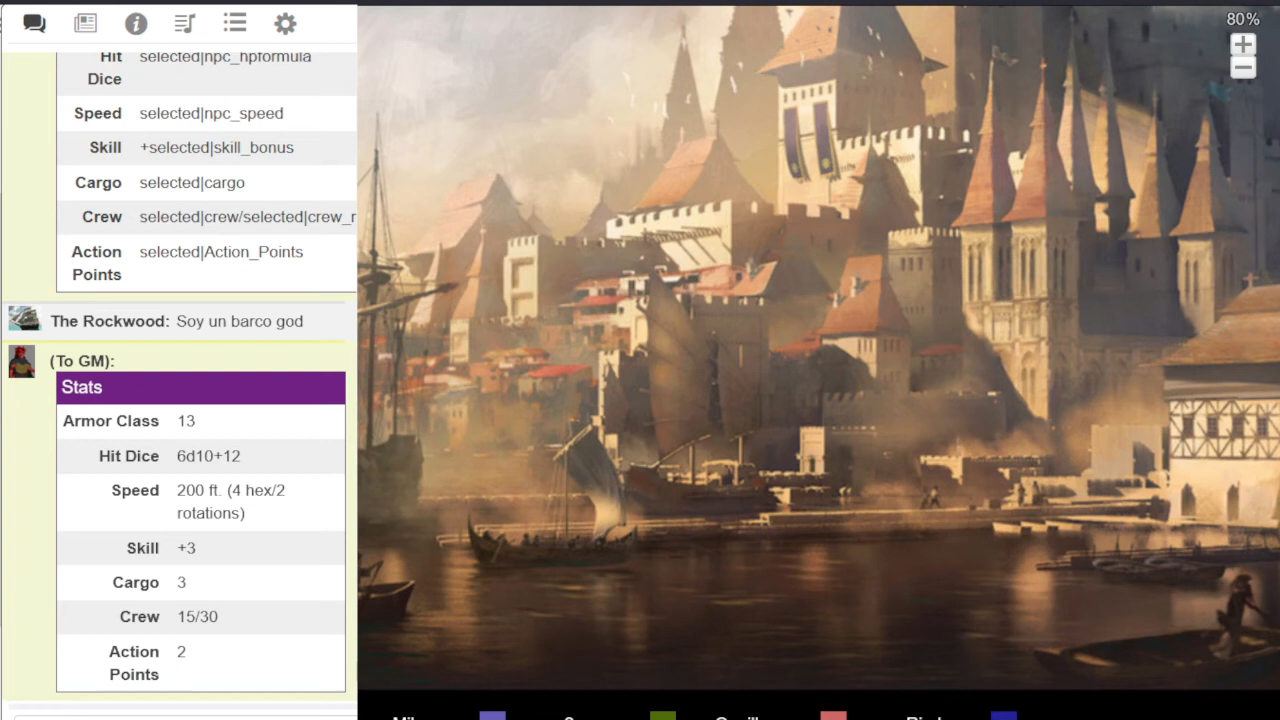 80%
Hit selected|npc_hpformula
Dice
Speed selected|npc_speed
Skill +selected|skill_bonus
Cargo selected|cargo
Crew selected|crew/selected|crew_r
Action selected|Action_Points
Points
The Rockwood: Soy un barco god
(To GM):
Stats
Armor Class 13
Hit Dice 6d10+12
Speed 200 ft. (4 hex/2
rotations)
Skill +3
Cargo 3
Crew 15/30
Action 2
Points